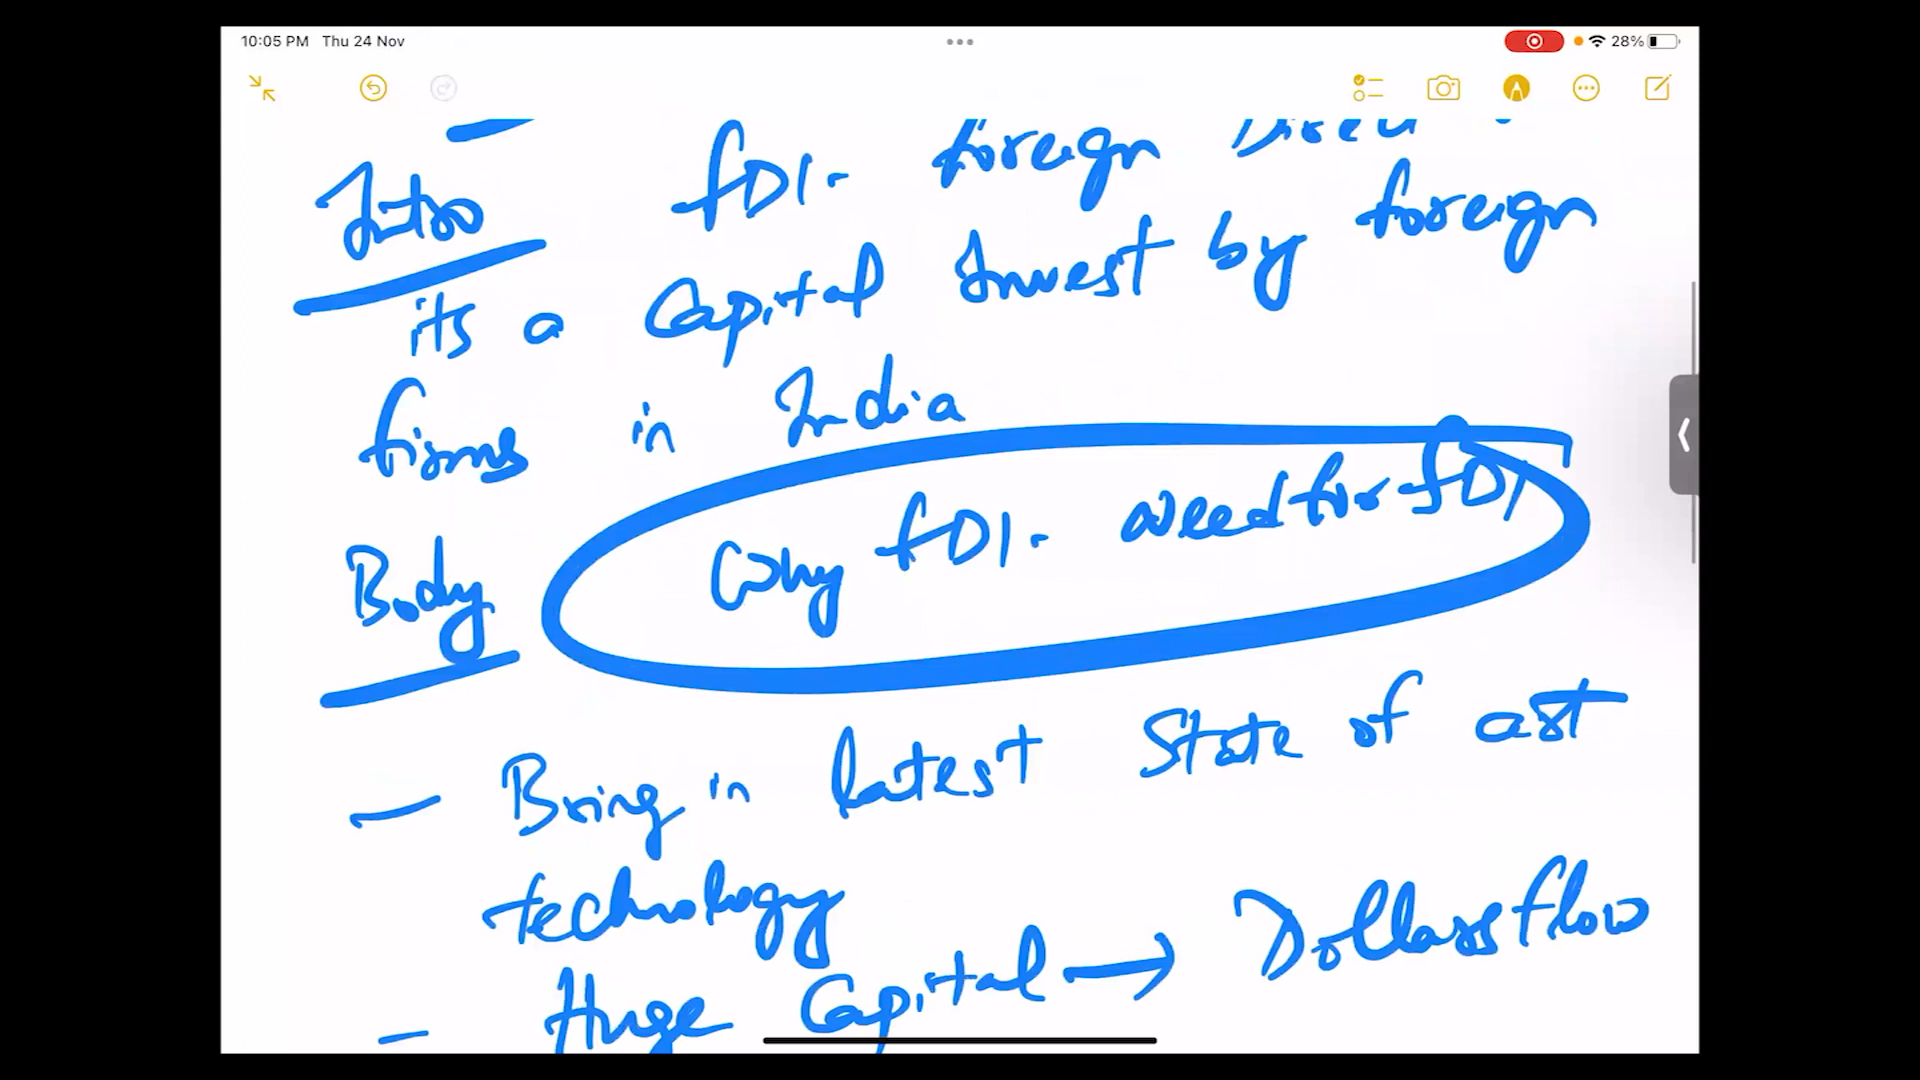 10:05 PM Thu 24 Nov
28%
Intro FDI - foreign Direct
its a Capital Invest by foreign
firms in India
Body Why FDI - Need for FDI
- Bring in latest State of art
technology
- Huge Capital → Dollars flow